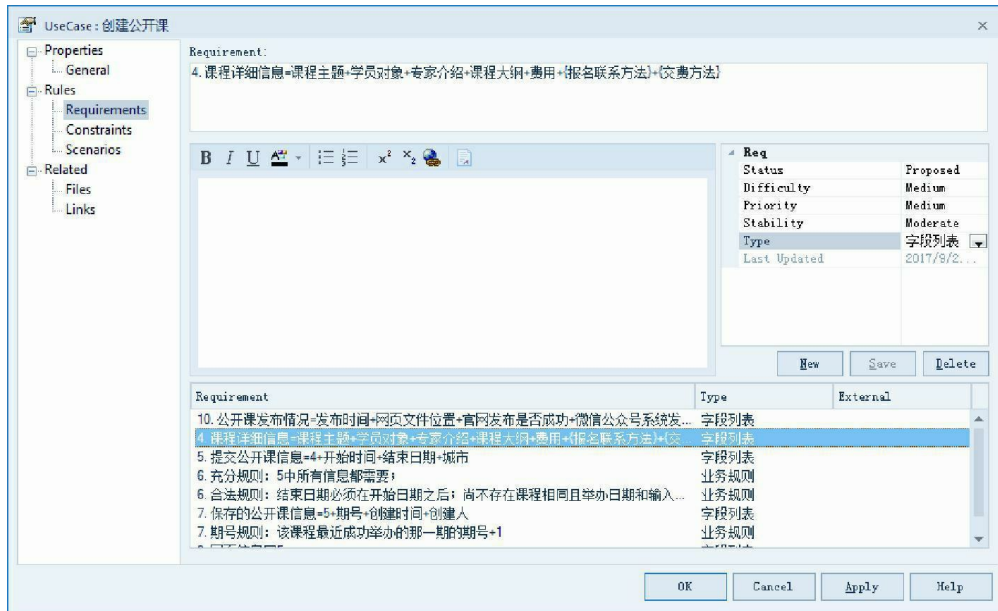 UseCase : 创建公开课
Properties
General
Rules
Requirements
Constraints
Scenarios
Related
Files
Links
Requirement:
4. 课程详细信息=课程主题+学员对象+专家介绍+课程大纲+费用+{报名联系方法}+{交费方法}
B I U A x² x₂
Req
Status Proposed
Difficulty Medium
Priority Medium
Stability Moderate
Type 字段列表
Last Updated 2017/9/2...
New Save Delete
Requirement Type External
10. 公开课发布情况=发布时间+网页文件位置+官网发布是否成功+微信公众号系统发... 字段列表
4. 课程详细信息=课程主题+学员对象+专家介绍+课程大纲+费用+{报名联系方法}+{交... 字段列表
5. 提交公开课信息=4+开始时间+结束日期+城市 字段列表
6. 充分规则：5中所有信息都需要； 业务规则
6. 合法规则：结束日期必须在开始日期之后；尚不存在课程相同且举办日期和输入... 业务规则
7. 保存的公开课信息=5+期号+创建时间+创建人 字段列表
7. 期号规则：该课程最近成功举办的那一期的期号+1 业务规则
OK Cancel Apply Help